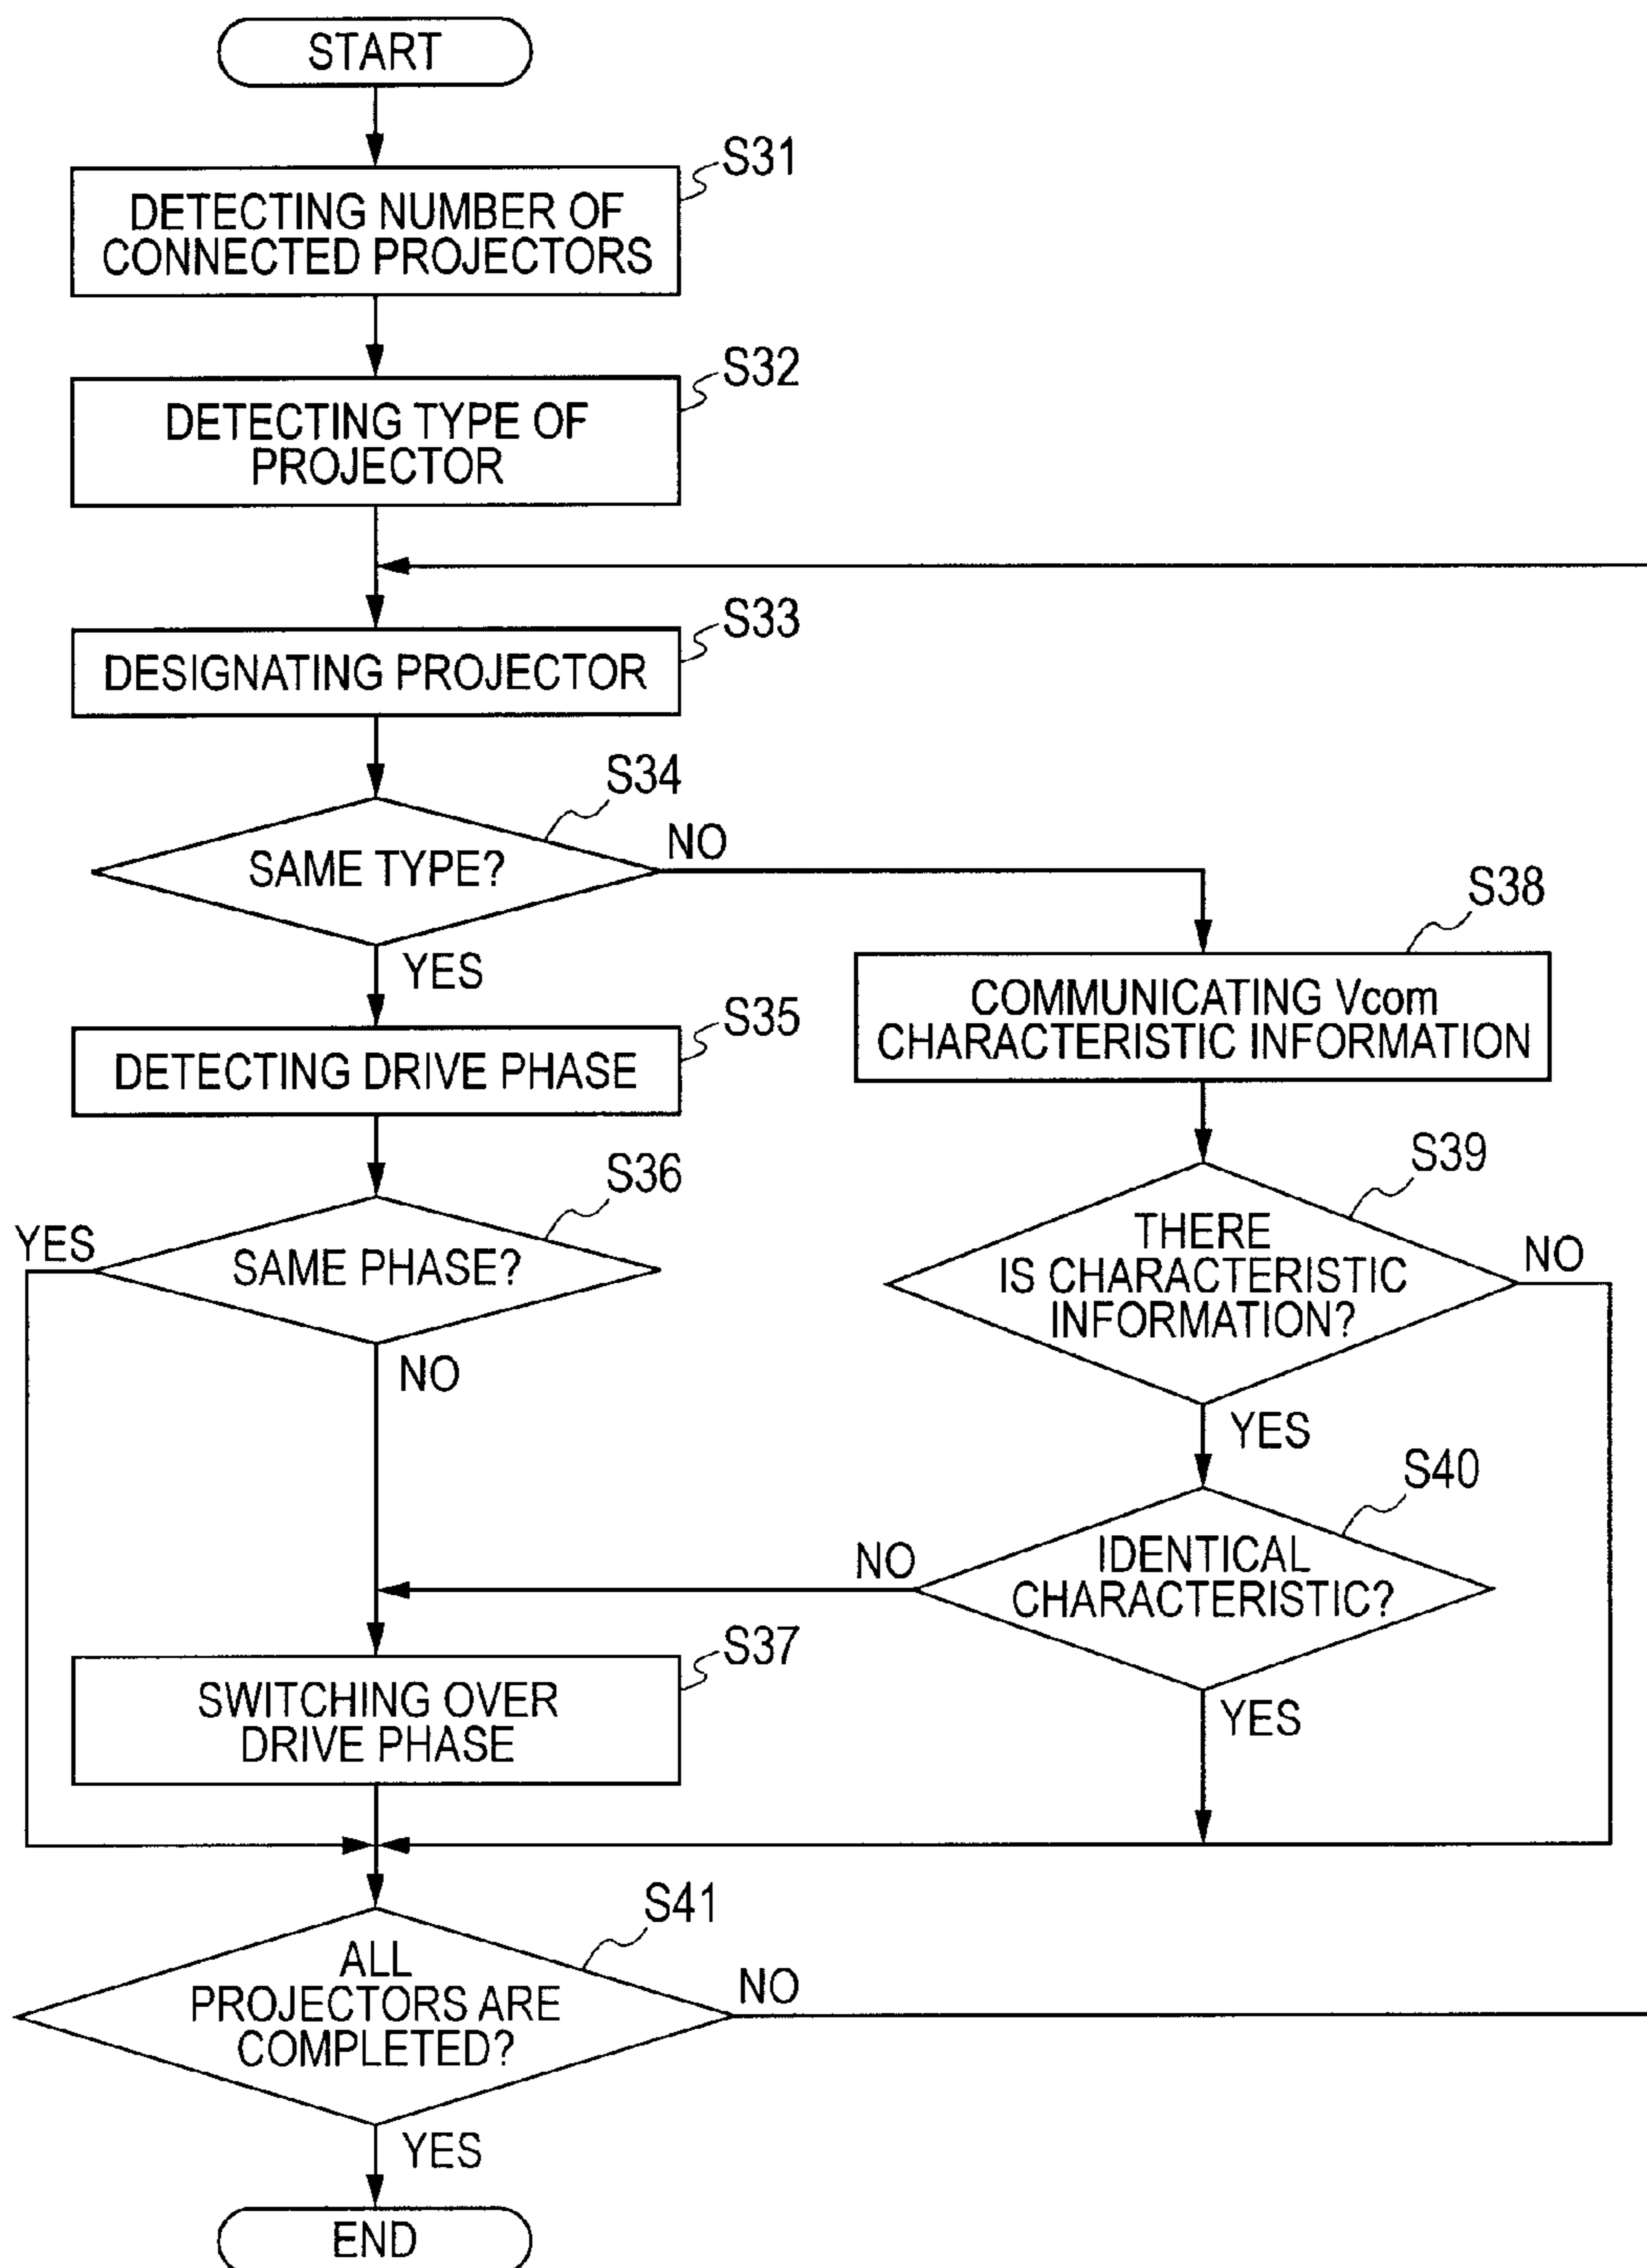 START
S31
DETECTING NUMBER OF
CONNECTED PROJECTORS
S32
DETECTING TYPE OF
PROJECTOR
S33
DESIGNATING PROJECTOR
S34
SAME TYPE?
NO
YES
S38
COMMUNICATING Vcom
CHARACTERISTIC INFORMATION
S35
DETECTING DRIVE PHASE
S36
YES
SAME PHASE?
NO
S39
THERE
IS CHARACTERISTIC
INFORMATION?
NO
YES
S40
IDENTICAL
CHARACTERISTIC?
NO
YES
S37
SWITCHING OVER
DRIVE PHASE
S41
ALL
PROJECTORS ARE
COMPLETED?
NO
YES
END